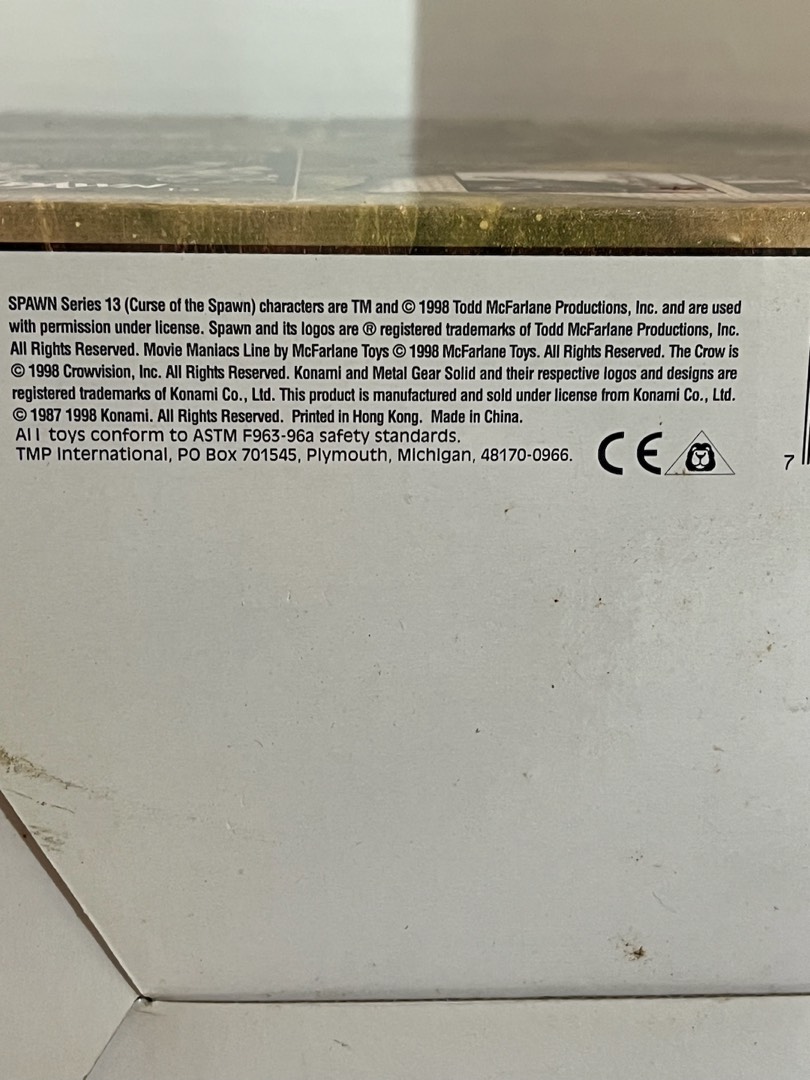 SPAWN Series 13 (Curse of the Spawn) characters are TM and © 1998 Todd McFarlane Productions, Inc. and are used
with permission under license. Spawn and its logos are ® registered trademarks of Todd McFarlane Productions, Inc.
All Rights Reserved. Movie Maniacs Line by McFarlane Toys © 1998 McFarlane Toys. All Rights Reserved. The Crow is
© 1998 Crowvision, Inc. All Rights Reserved. Konami and Metal Gear Solid and their respective logos and designs are
registered trademarks of Konami Co., Ltd. This product is manufactured and sold under license from Konami Co., Ltd.
© 1987 1998 Konami. All Rights Reserved. Printed in Hong Kong. Made in China.
All toys conform to ASTM F963-96a safety standards.
TMP International, PO Box 701545, Plymouth, Michigan, 48170-0966.
CE
7